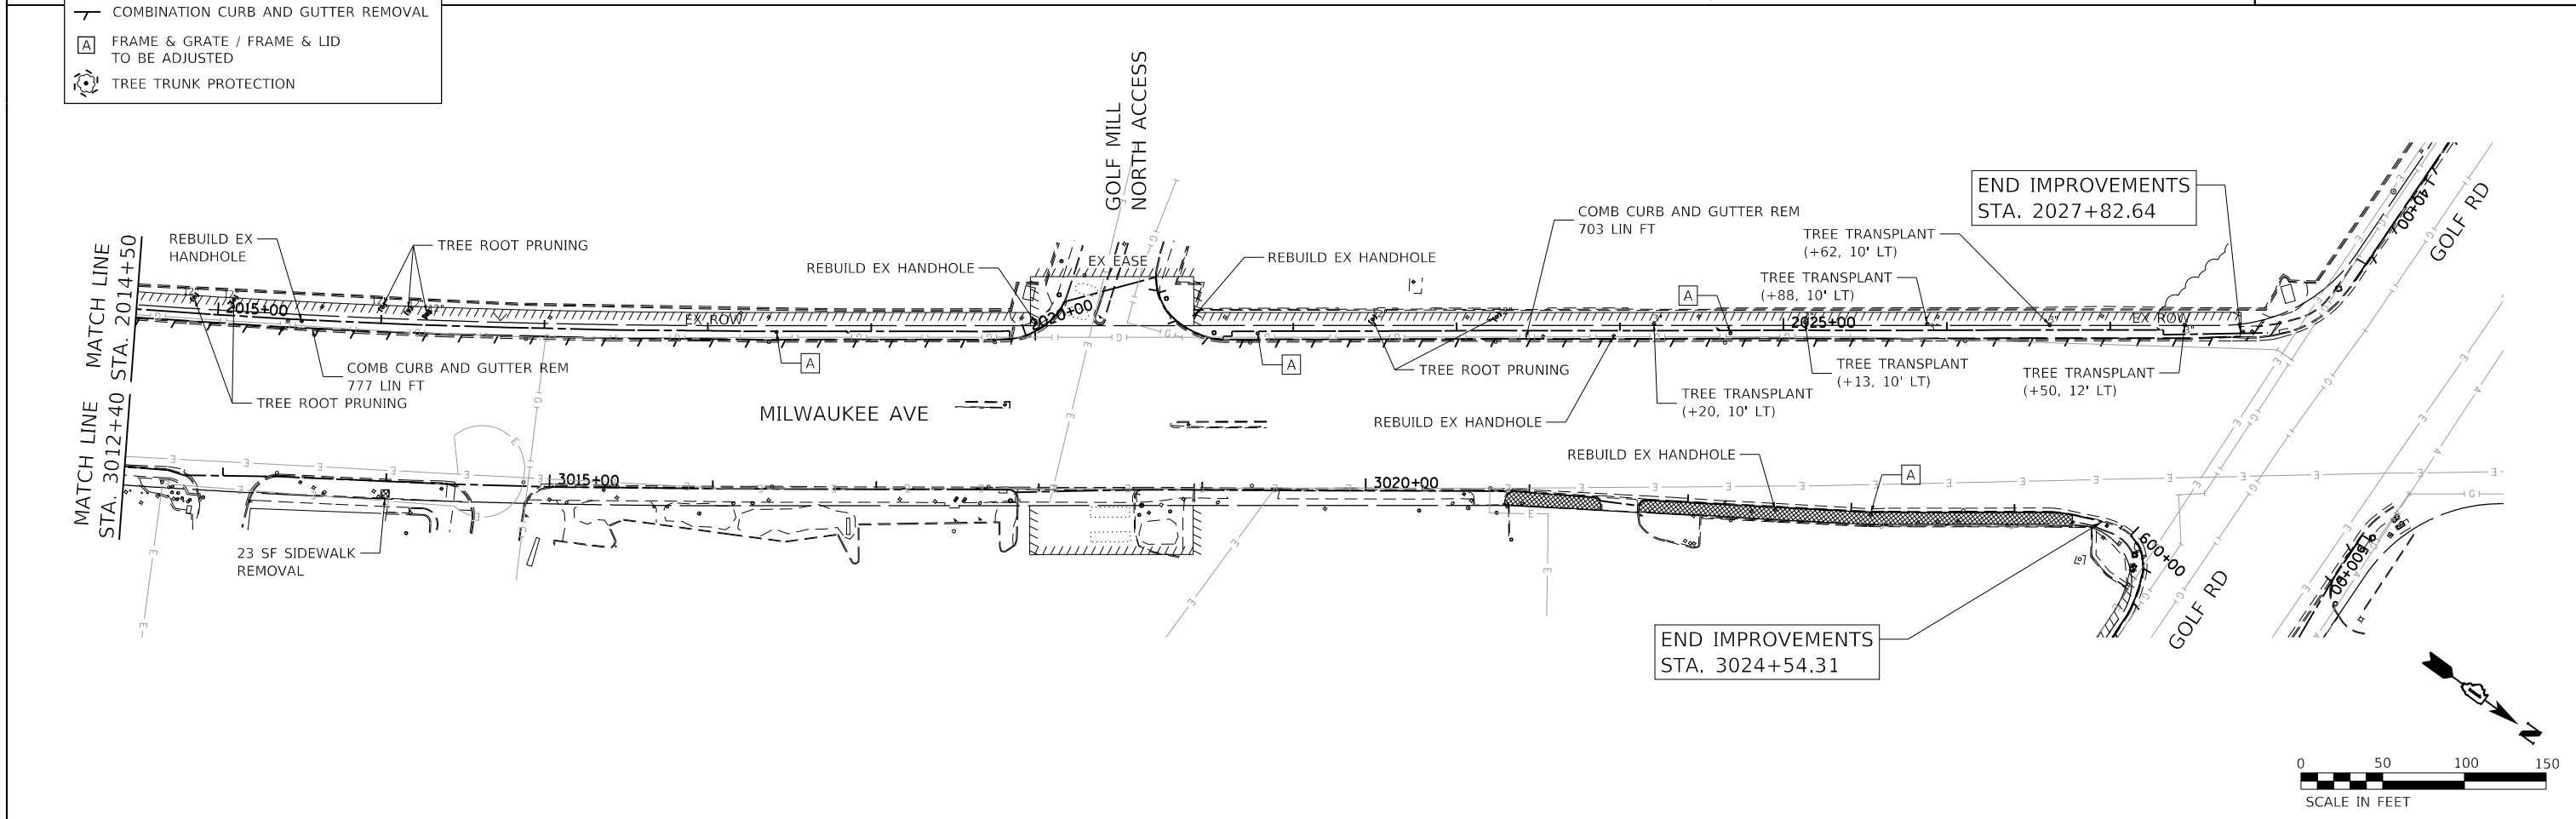 COMBINATION CURB AND GUTTER REMOVAL
A
FRAME & GRATE / FRAME & LID
TO BE ADJUSTED
TREE TRUNK PROTECTION
GOLF MILL
NORTH ACCESS
END IMPROVEMENTS
STA. 2027+82.64
GOLF RD
140+00
MATCH LINE
STA. 2014+50
REBUILD EX
HANDHOLE
TREE ROOT PRUNING
REBUILD EX HANDHOLE
EX EASE
REBUILD EX HANDHOLE
COMB CURB AND GUTTER REM
703 LIN FT
TREE TRANSPLANT
(+62, 10' LT)
TREE TRANSPLANT
(+88, 10' LT)
A
2015+00
EX ROW
2020+00
2025+00
EX ROW
COMB CURB AND GUTTER REM
777 LIN FT
TREE ROOT PRUNING
A
A
TREE ROOT PRUNING
TREE TRANSPLANT
(+13, 10' LT)
TREE TRANSPLANT
(+50, 12' LT)
TREE TRANSPLANT
(+20, 10' LT)
REBUILD EX HANDHOLE
MILWAUKEE AVE
MATCH LINE
STA. 3012+40
3015+00
3020+00
REBUILD EX HANDHOLE
A
600+00
GOLF RD
23 SF SIDEWALK
REMOVAL
END IMPROVEMENTS
STA. 3024+54.31
N
0 50 100 150
SCALE IN FEET